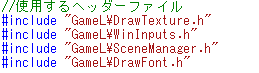 //使用するヘッダーファイル
#include "GameL¥DrawTexture.h"
#include "GameL¥WinInputs.h"
#include "GameL¥SceneManager.h"
#include "GameL¥DrawFont.h"